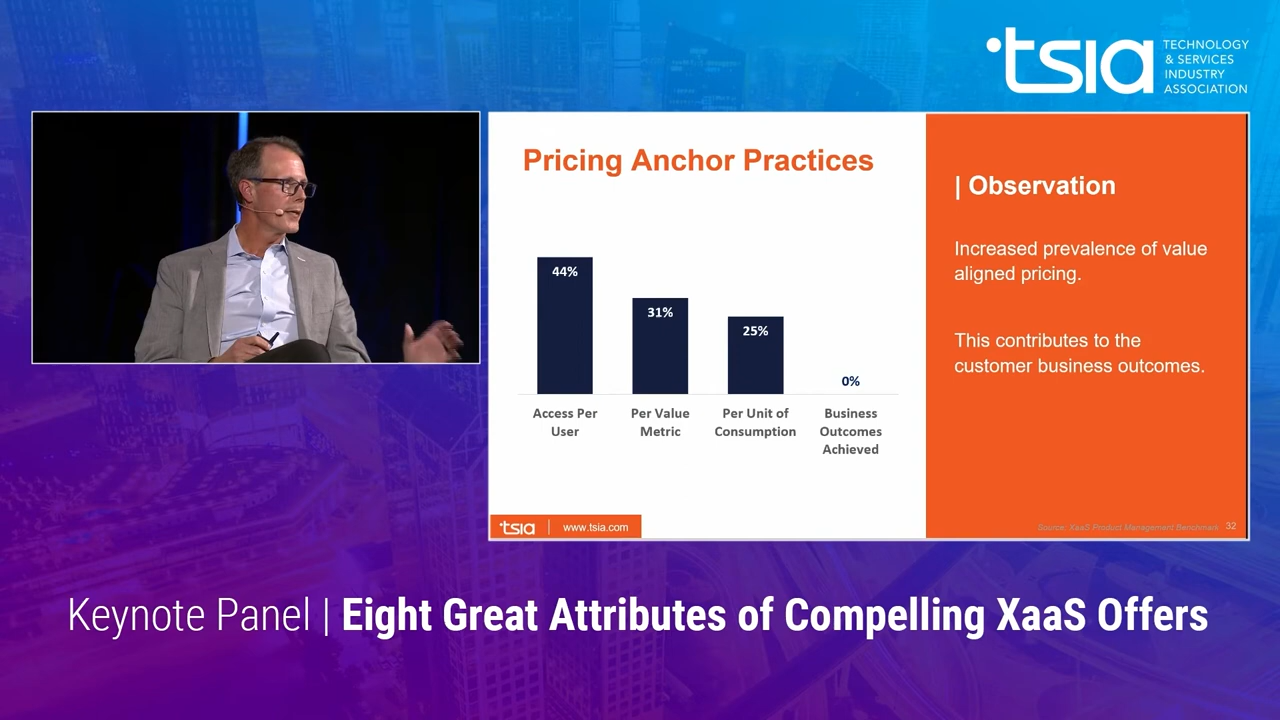 tsia
TECHNOLOGY
& SERVICES
INDUSTRY
ASSOCIATION
Pricing Anchor Practices
44%
31%
25%
0%
Access Per
User
Per Value
Metric
Per Unit of
Consumption
Business
Outcomes
Achieved
| Observation
Increased prevalence of value
aligned pricing.
This contributes to the
customer business outcomes.
tsia | www.tsia.com
Source: XaaS Product Management Benchmark 32
Keynote Panel | Eight Great Attributes of Compelling XaaS Offers